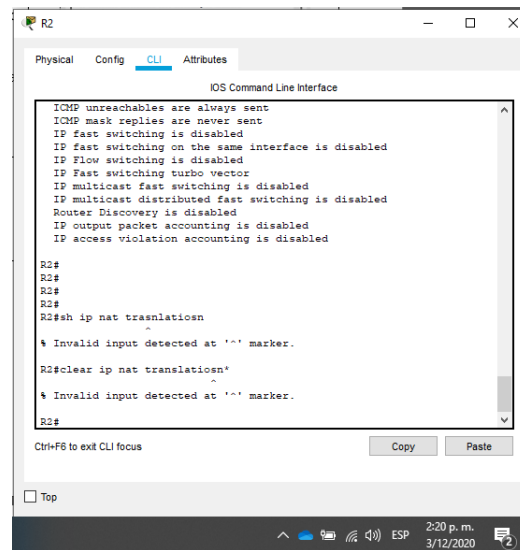 R2
Physical Config CLI Attributes
IOS Command Line Interface
ICMP unreachables are always sent
ICMP mask replies are never sent
IP fast switching is disabled
IP fast switching on the same interface is disabled
IP Flow switching is disabled
IP Fast switching turbo vector
IP multicast fast switching is disabled
IP multicast distributed fast switching is disabled
Router Discovery is disabled
IP output packet accounting is disabled
IP access violation accounting is disabled
R2#
R2#
R2#
R2#
R2#sh ip nat trasnlatiosn
^
% Invalid input detected at '^' marker.
R2#clear ip nat translatiosn*
^
% Invalid input detected at '^' marker.
R2#
Ctrl+F6 to exit CLI focus
Copy Paste
Top
ESP
2:20 p. m.
3/12/2020
2